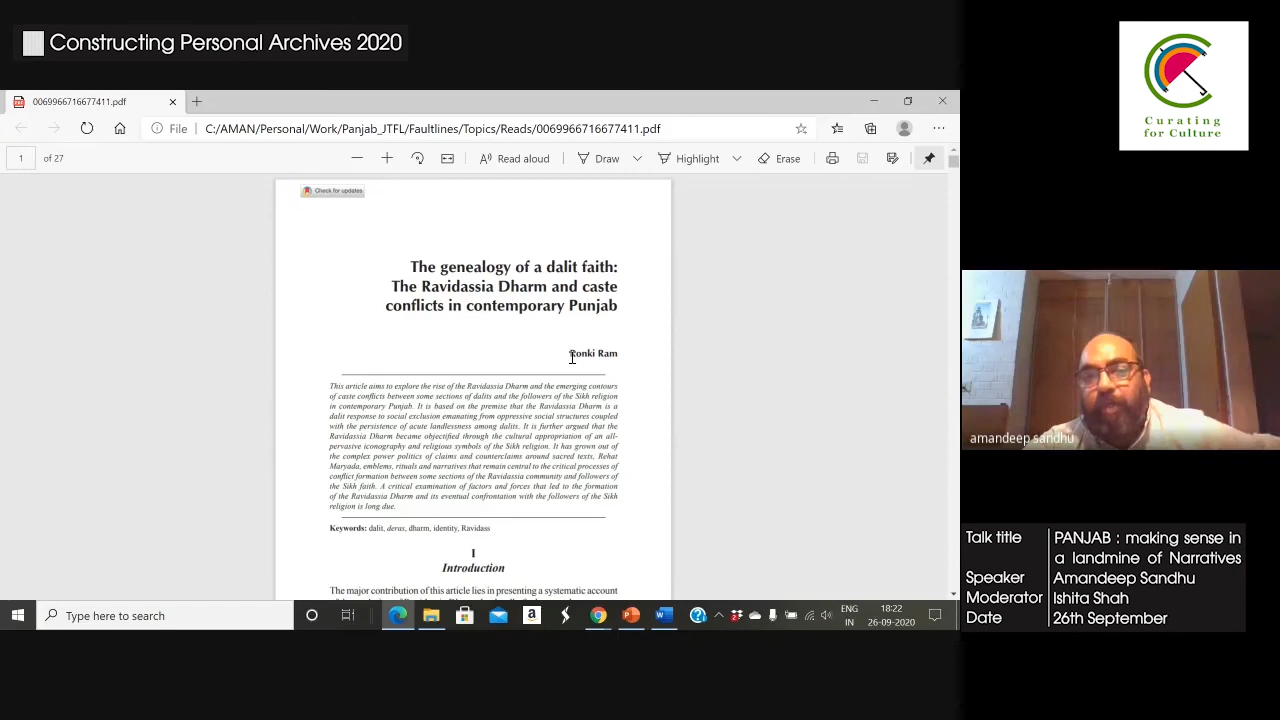 Constructing Personal Archives 2020
Curating
for Culture
0069966716677411.pdf
File
C:/AMAN/Personal/Work/Panjab_JTFL/Faultlines/Topics/Reads/0069966716677411.pdf
1 of 27
Read aloud
Draw
Highlight
Erase
Check for updates
The genealogy of a dalit faith:
The Ravidassia Dharm and caste
conflicts in contemporary Punjab
Ronki Ram
This article aims to explore the rise of the Ravidassia Dharm and the emerging contours
of caste conflicts between some sections of dalits and the followers of the Sikh religion
in contemporary Punjab. It is based on the premise that the Ravidassia Dharm is a
dalit response to social exclusion emanating from oppressive social structures coupled
with the persistence of acute landlessness among dalits. It is further argued that the
Ravidassia Dharm became objectified through the cultural appropriation of an all-
pervasive iconography and religious symbols of the Sikh religion. It has grown out of
the complex power politics of claims and counterclaims around sacred texts, Rehat
Maryada, emblems, rituals and narratives that remain central to the critical processes of
conflict formation between some sections of the Ravidassia community and followers of
the Sikh faith. A critical examination of factors and forces that led to the formation
of the Ravidassia Dharm and its eventual confrontation with the followers of the Sikh
religion is long due.
Keywords: dalit, deras, dharm, identity, Ravidass
I
Introduction
The major contribution of this article lies in presenting a systematic account
amandeep sandhu
Talk title PANJAB : making sense in
a landmine of Narratives
Speaker Amandeep Sandhu
Moderator Ishita Shah
Date 26th September
Type here to search
ENG
IN
18:22
26-09-2020